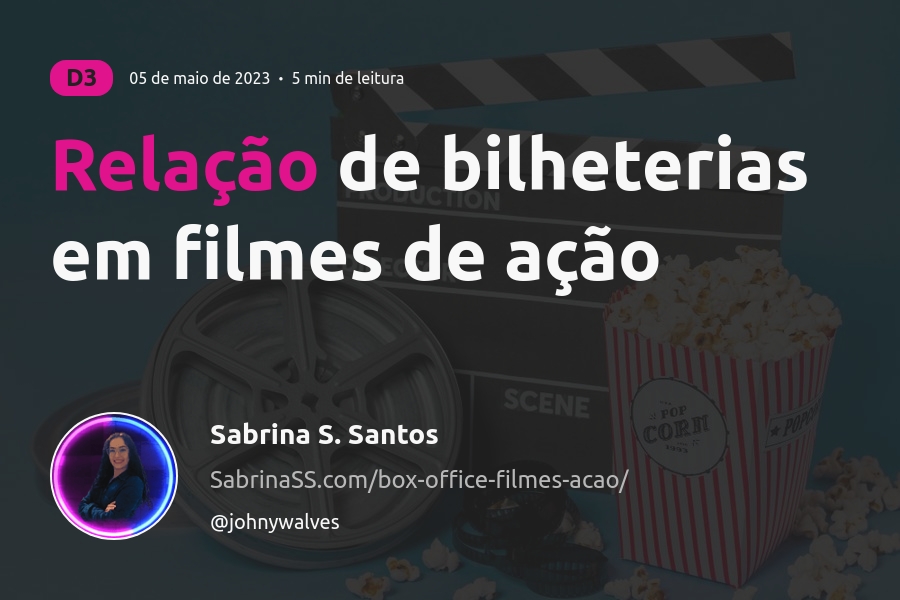 D3 05 de maio de 2023 • 5 min de leitura
Relação de bilheterias
em filmes de ação
PRODUCTION
SCENE
POP
CORN
POPCO
Sabrina S. Santos
SabrinaSS.com/box-office-filmes-acao/
@johnywalves